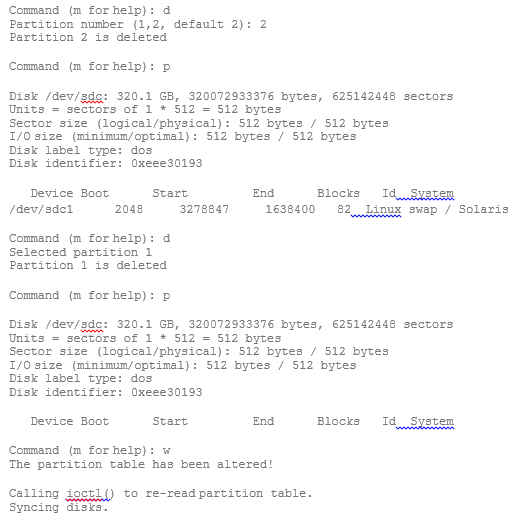 Command (m for help): d
Partition number (1,2, default 2): 2
Partition 2 is deleted
Command (m for help): p
Disk /dev/sdc: 320.1 GB, 320072933376 bytes, 625142448 sectors
Units = sectors of 1 * 512 = 512 bytes
Sector size (logical/physical): 512 bytes / 512 bytes
I/O size (minimum/optimal): 512 bytes / 512 bytes
Disk label type: dos
Disk identifier: 0xeee30193
Device Boot Start End Blocks Id System
/dev/sdc1 2048 3278847 1638400 82 Linux swap / Solaris
Command (m for help): d
Selected partition 1
Partition 1 is deleted
Command (m for help): p
Disk /dev/sdc: 320.1 GB, 320072933376 bytes, 625142448 sectors
Units = sectors of 1 * 512 = 512 bytes
Sector size (logical/physical): 512 bytes / 512 bytes
I/O size (minimum/optimal): 512 bytes / 512 bytes
Disk label type: dos
Disk identifier: 0xeee30193
Device Boot Start End Blocks Id System
Command (m for help): w
The partition table has been altered!
Calling ioctl() to re-read partition table.
Syncing disks.